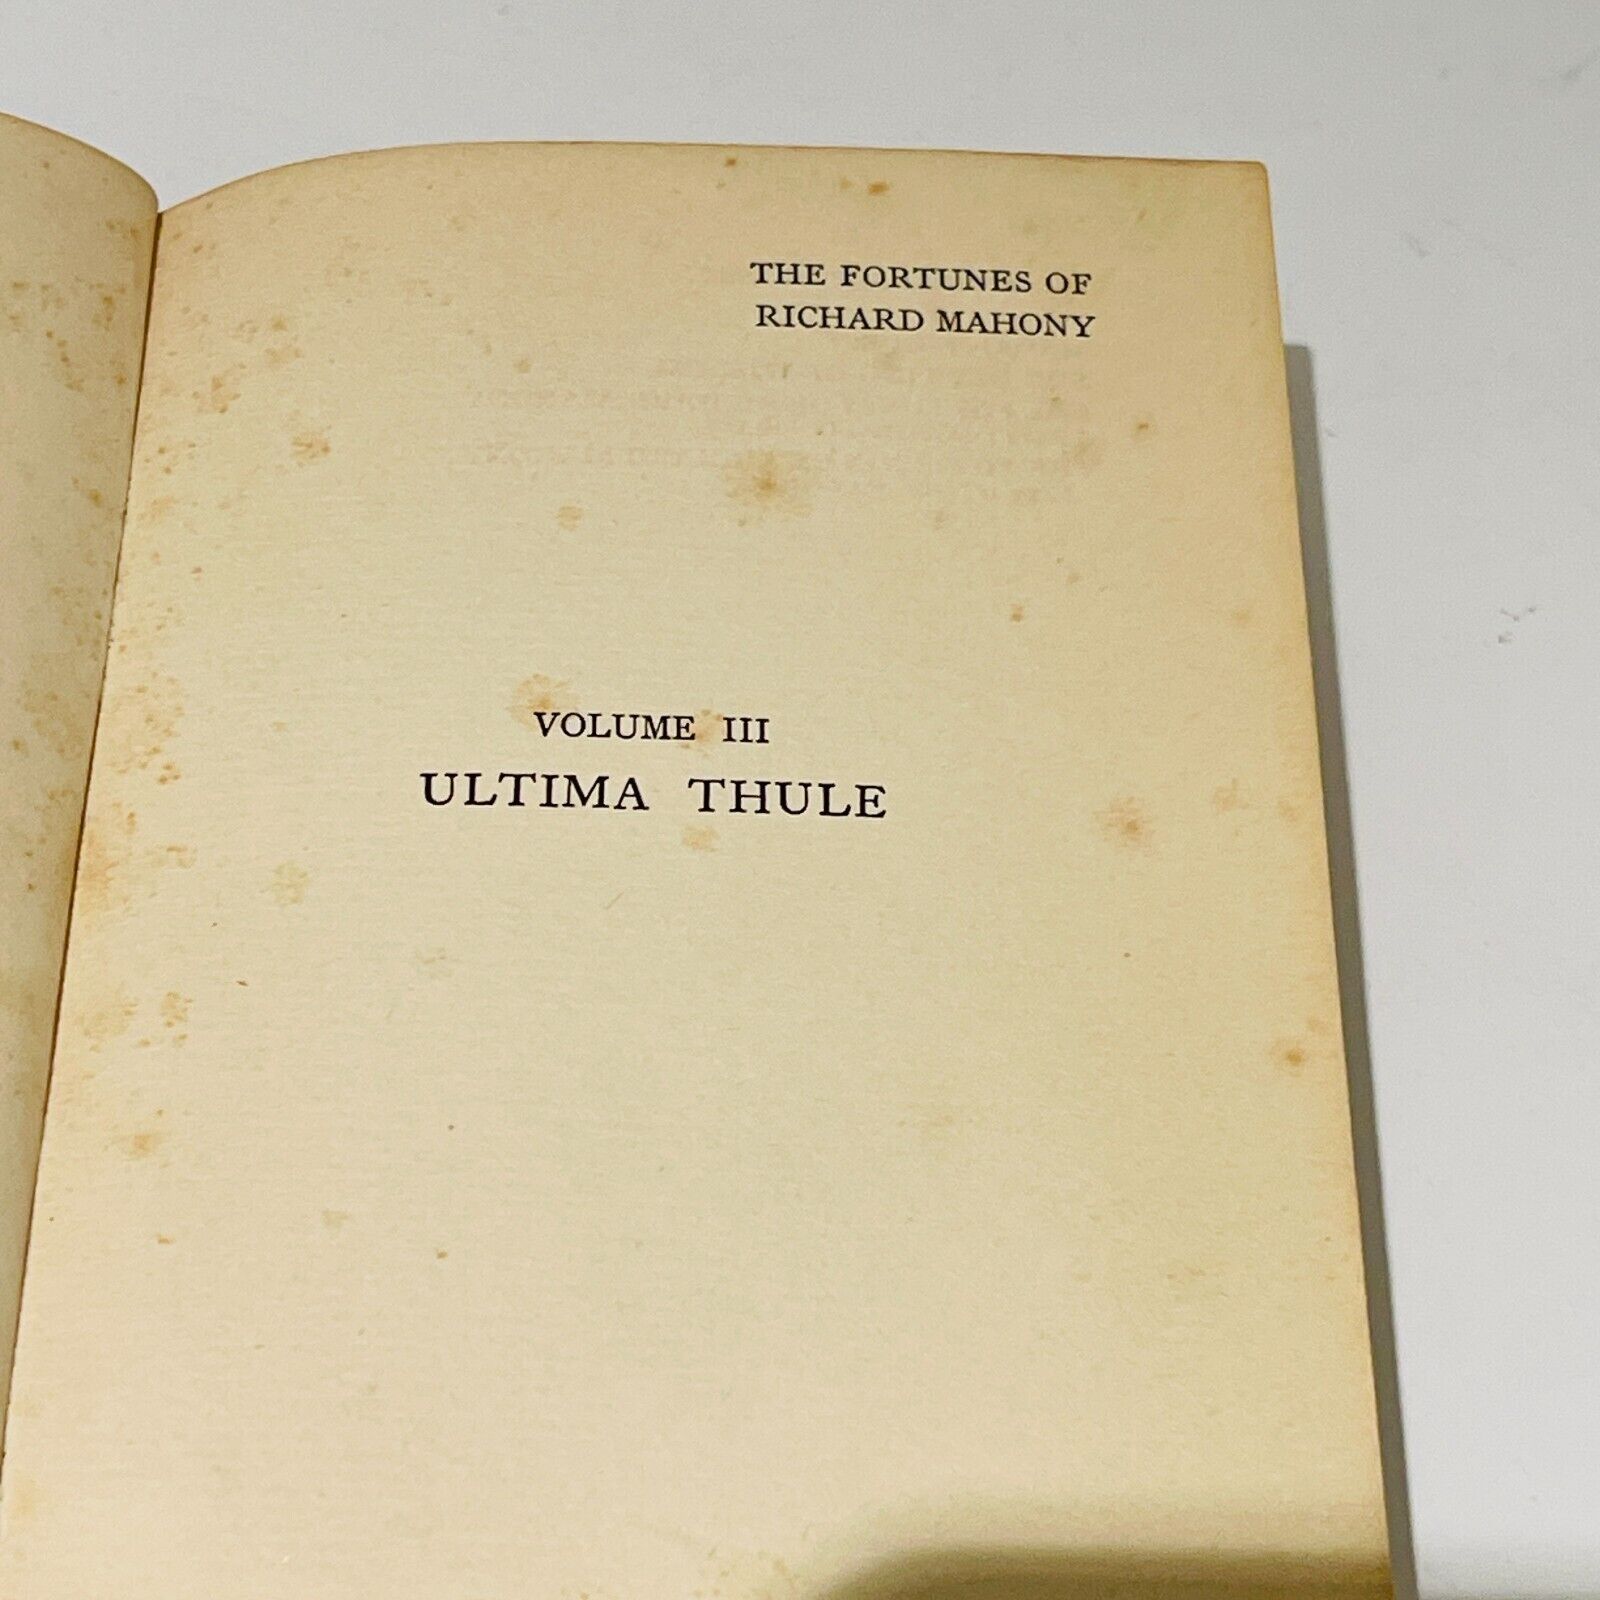 THE FORTUNES OF
RICHARD MAHONY
VOLUME III
ULTIMA THULE